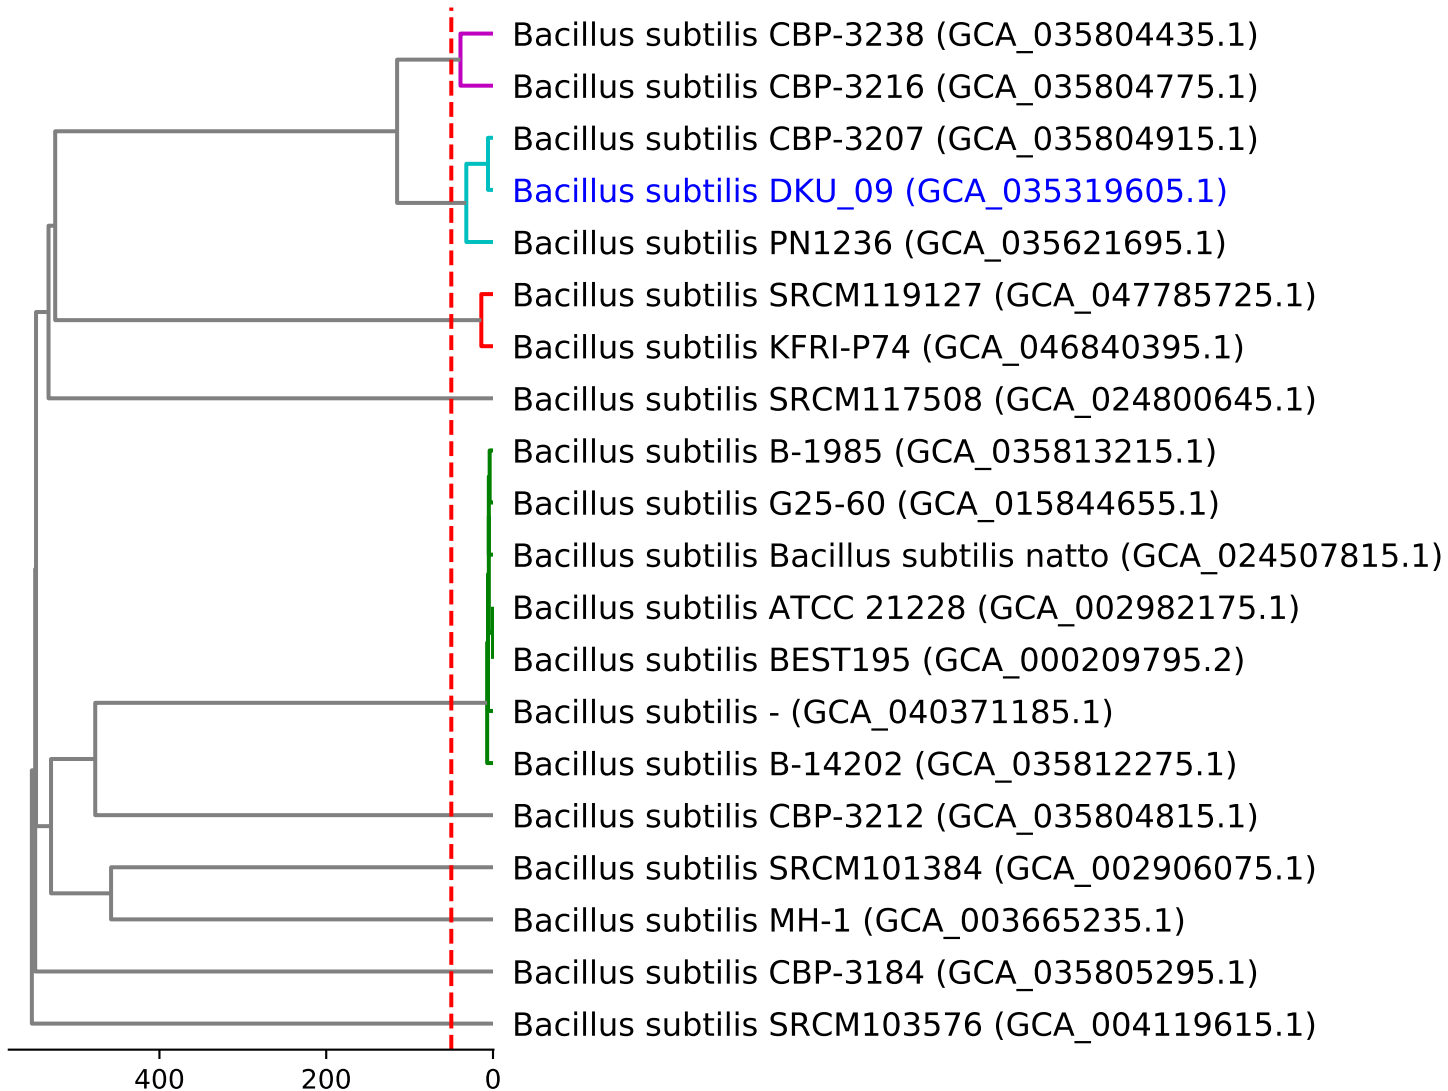 Bacillus subtilis CBP-3238 (GCA_035804435.1)
Bacillus subtilis CBP-3216 (GCA_035804775.1)
Bacillus subtilis CBP-3207 (GCA_035804915.1)
Bacillus subtilis DKU_09 (GCA_035319605.1)
Bacillus subtilis PN1236 (GCA_035621695.1)
Bacillus subtilis SRCM119127 (GCA_047785725.1)
Bacillus subtilis KFRI-P74 (GCA_046840395.1)
Bacillus subtilis SRCM117508 (GCA_024800645.1)
Bacillus subtilis B-1985 (GCA_035813215.1)
Bacillus subtilis G25-60 (GCA_015844655.1)
Bacillus subtilis Bacillus subtilis natto (GCA_024507815.1)
Bacillus subtilis ATCC 21228 (GCA_002982175.1)
Bacillus subtilis BEST195 (GCA_000209795.2)
Bacillus subtilis - (GCA_040371185.1)
Bacillus subtilis B-14202 (GCA_035812275.1)
Bacillus subtilis CBP-3212 (GCA_035804815.1)
Bacillus subtilis SRCM101384 (GCA_002906075.1)
Bacillus subtilis MH-1 (GCA_003665235.1)
Bacillus subtilis CBP-3184 (GCA_035805295.1)
Bacillus subtilis SRCM103576 (GCA_004119615.1)
400 200 0